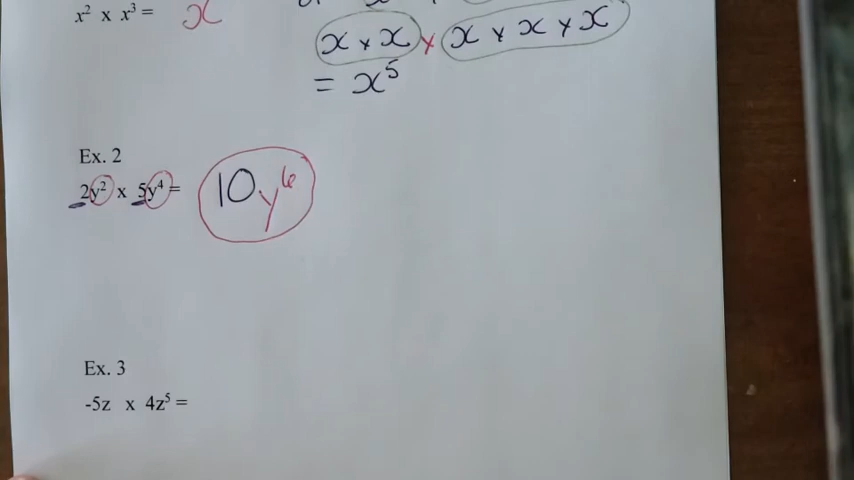 x² x x³ = x
x x x x x x x x x
= x⁵
Ex. 2
2y² x 5y⁴ = 10y⁶
Ex. 3
-5z x 4z⁵ =